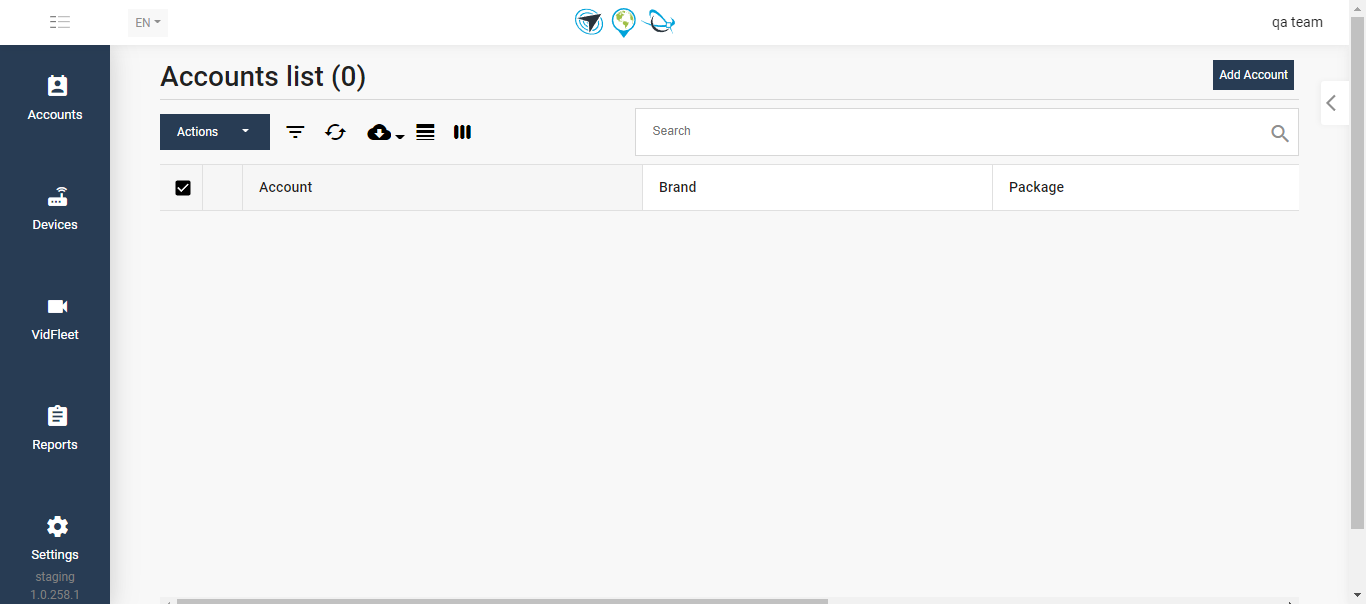 EN
qa team
Accounts list (0)
Add Account
Actions
Search
Account Brand Package
Accounts
Devices
VidFleet
Reports
Settings
staging
1.0.258.1